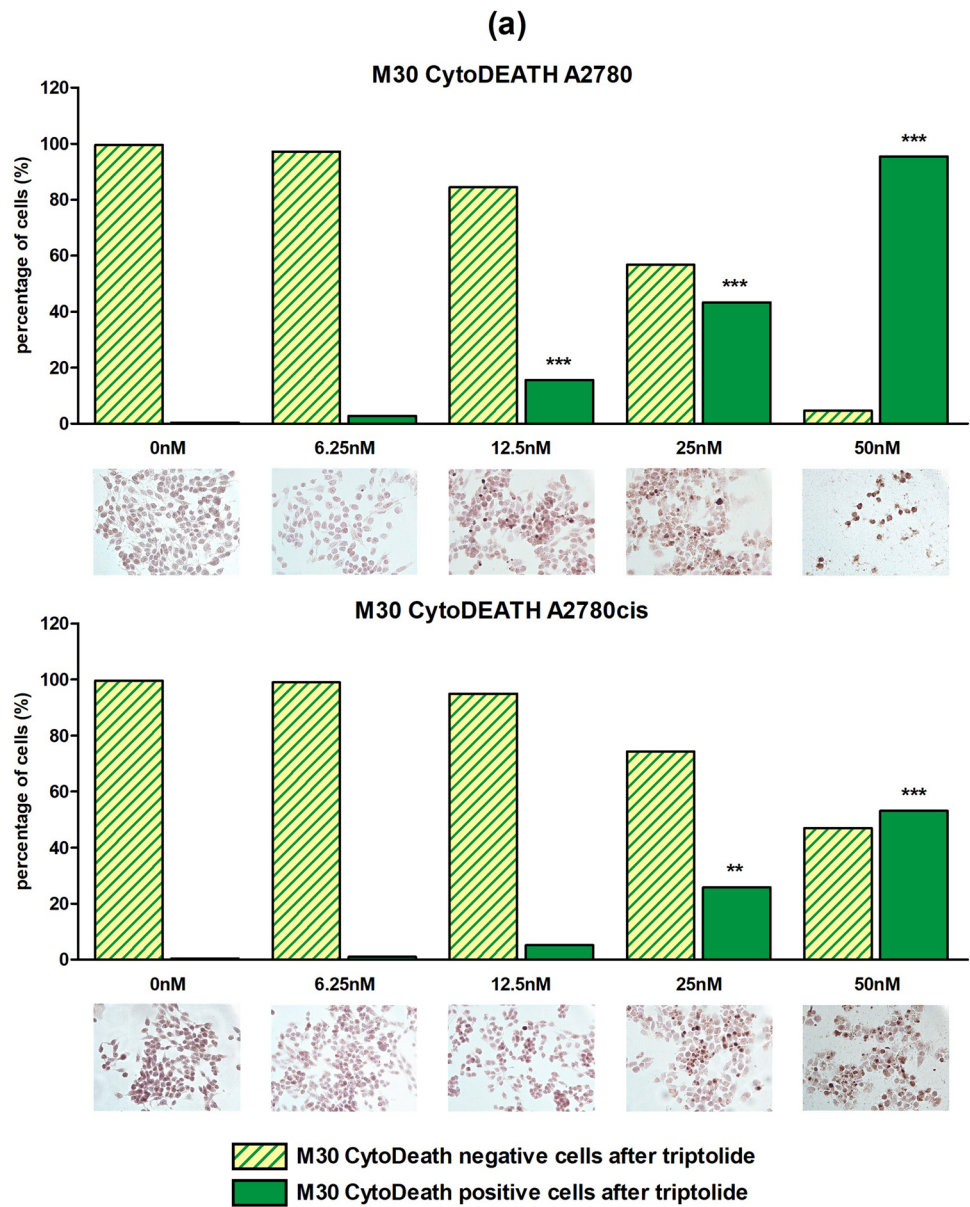 (a)
M30 CytoDEATH A2780
percentage of cells (%)
120
100
80
60
40
20
0
***
***
***
0nM 6.25nM 12.5nM 25nM 50nM
M30 CytoDEATH A2780cis
percentage of cells (%)
120
100
80
60
40
20
0
**
***
0nM 6.25nM 12.5nM 25nM 50nM
M30 CytoDeath negative cells after triptolide
M30 CytoDeath positive cells after triptolide